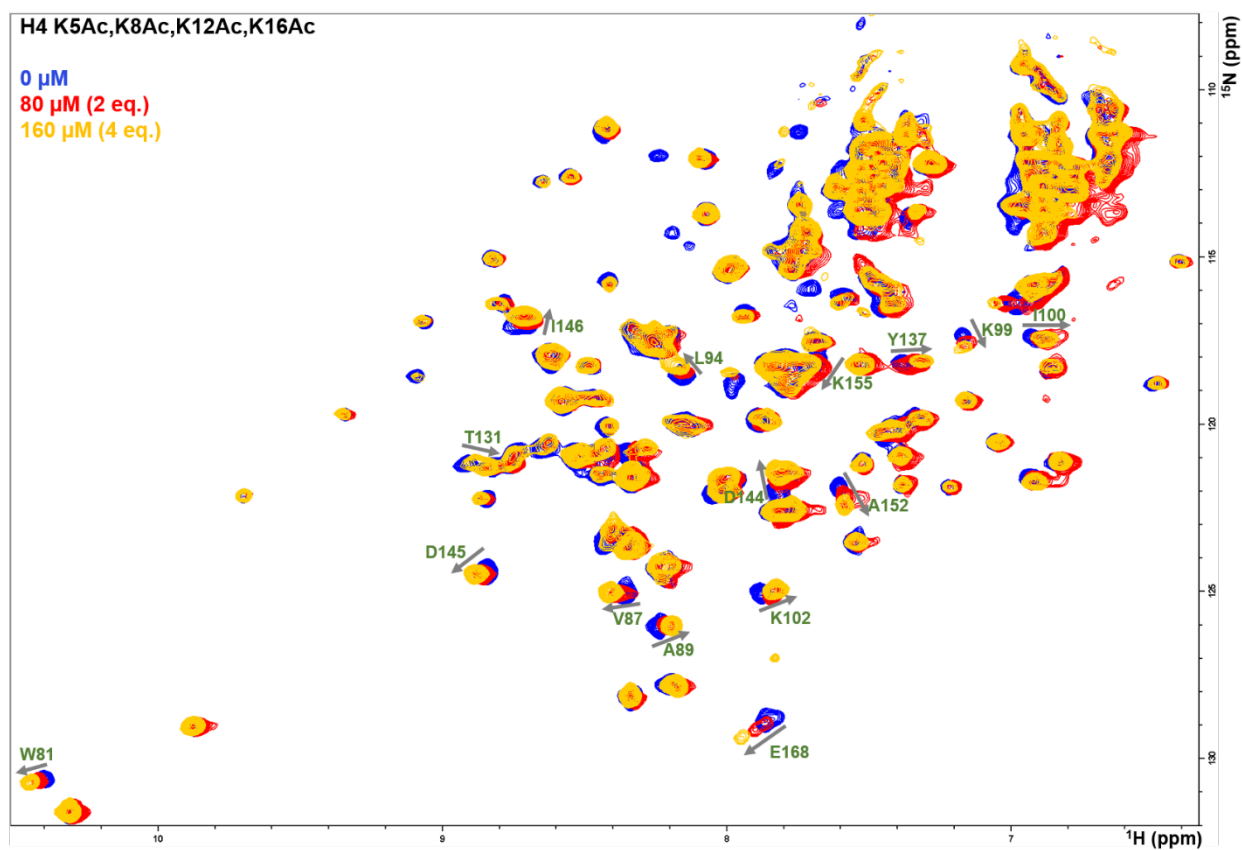 H4 K5Ac,K8Ac,K12Ac,K16Ac
0 µM
80 µM (2 eq.)
160 µM (4 eq.)
15N (ppm)
110
115
120
125
130
I146
L94
Y137
K99
I100
K155
T131
D144
A152
D145
V87
K102
A89
E168
W81
10
9
8
7
1H (ppm)